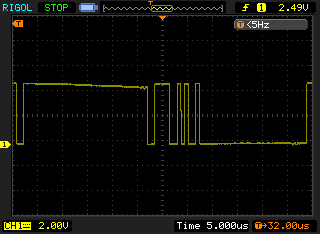 RIGOL STOP T 1 2.49V
T <5Hz
T
1
CH1 2.00V Time 5.000us T→32.00us